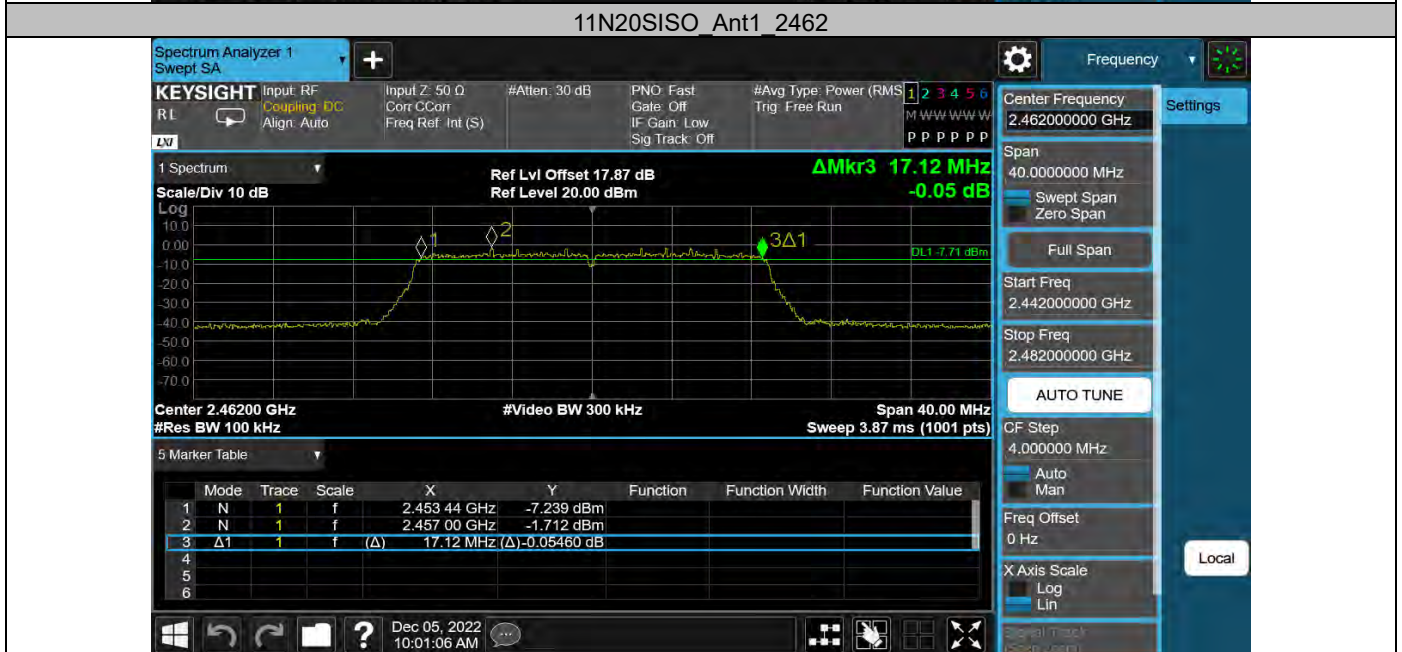 11N20SISO_Ant1_2462
Spectrum Analyzer 1
Swept SA
+
Frequency
KEYSIGHT
RL
LXI
Input: RF
Coupling: DC
Align: Auto
Input Z: 50 Ω
Corr CCorr
Freq Ref: Int (S)
#Atten: 30 dB
PNO: Fast
Gate: Off
IF Gain: Low
Sig Track: Off
#Avg Type: Power (RMS
Trig: Free Run
1 2 3 4 5 6
M W W W W W
P P P P P P
1 Spectrum
Scale/Div 10 dB
Ref Lvl Offset 17.87 dB
Ref Level 20.00 dBm
ΔMkr3 17.12 MHz
-0.05 dB
Log
10.0
0.00
-10.0
-20.0
-30.0
-40.0
-50.0
-60.0
-70.0
1
2
3Δ1
DL1 -7.71 dBm
Center 2.46200 GHz
#Res BW 100 kHz
#Video BW 300 kHz
Span 40.00 MHz
Sweep 3.87 ms (1001 pts)
5 Marker Table
Mode Trace Scale X Y Function Function Width Function Value
1 N 1 f 2.453 44 GHz -7.239 dBm
2 N 1 f 2.457 00 GHz -1.712 dBm
3 Δ1 1 f (Δ) 17.12 MHz (Δ) -0.05460 dB
4
5
6
Dec 05, 2022
10:01:06 AM
?
Center Frequency
2.462000000 GHz
Settings
Span
40.0000000 MHz
Swept Span
Zero Span
Full Span
Start Freq
2.442000000 GHz
Stop Freq
2.482000000 GHz
AUTO TUNE
CF Step
4.000000 MHz
Auto
Man
Freq Offset
0 Hz
X Axis Scale
Log
Lin
Local
Signal Track